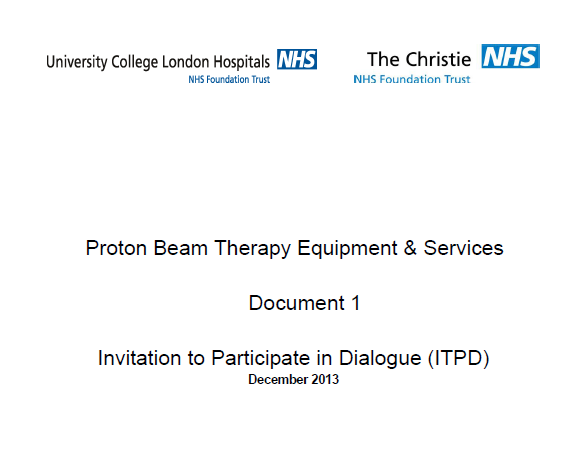 University College London Hospitals NHS
NHS Foundation Trust
The Christie NHS
NHS Foundation Trust
Proton Beam Therapy Equipment & Services
Document 1
Invitation to Participate in Dialogue (ITPD)
December 2013